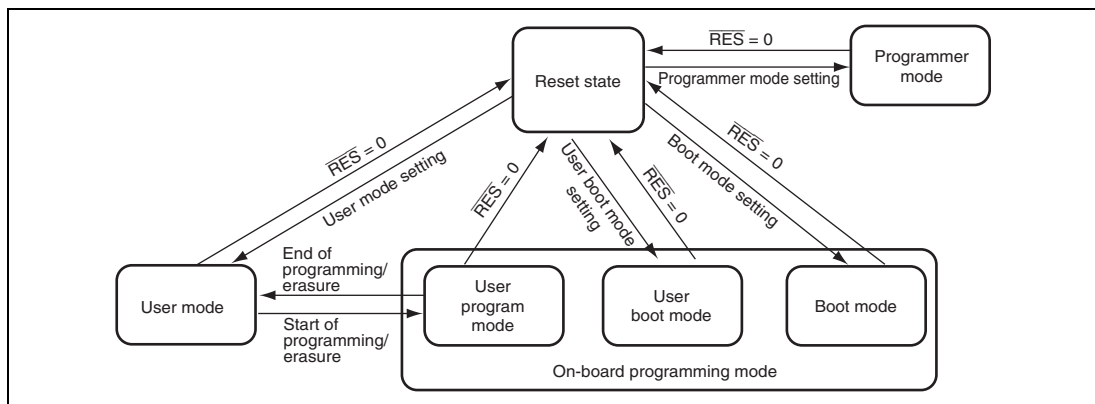 RES = 0
Programmer mode setting
Programmer
mode
Reset state
RES = 0
User mode setting
RES = 0
User boot mode
setting
RES = 0
Boot mode setting
RES = 0
End of
programming/
erasure
User mode
Start of
programming/
erasure
User
program
mode
User
boot mode
Boot mode
On-board programming mode